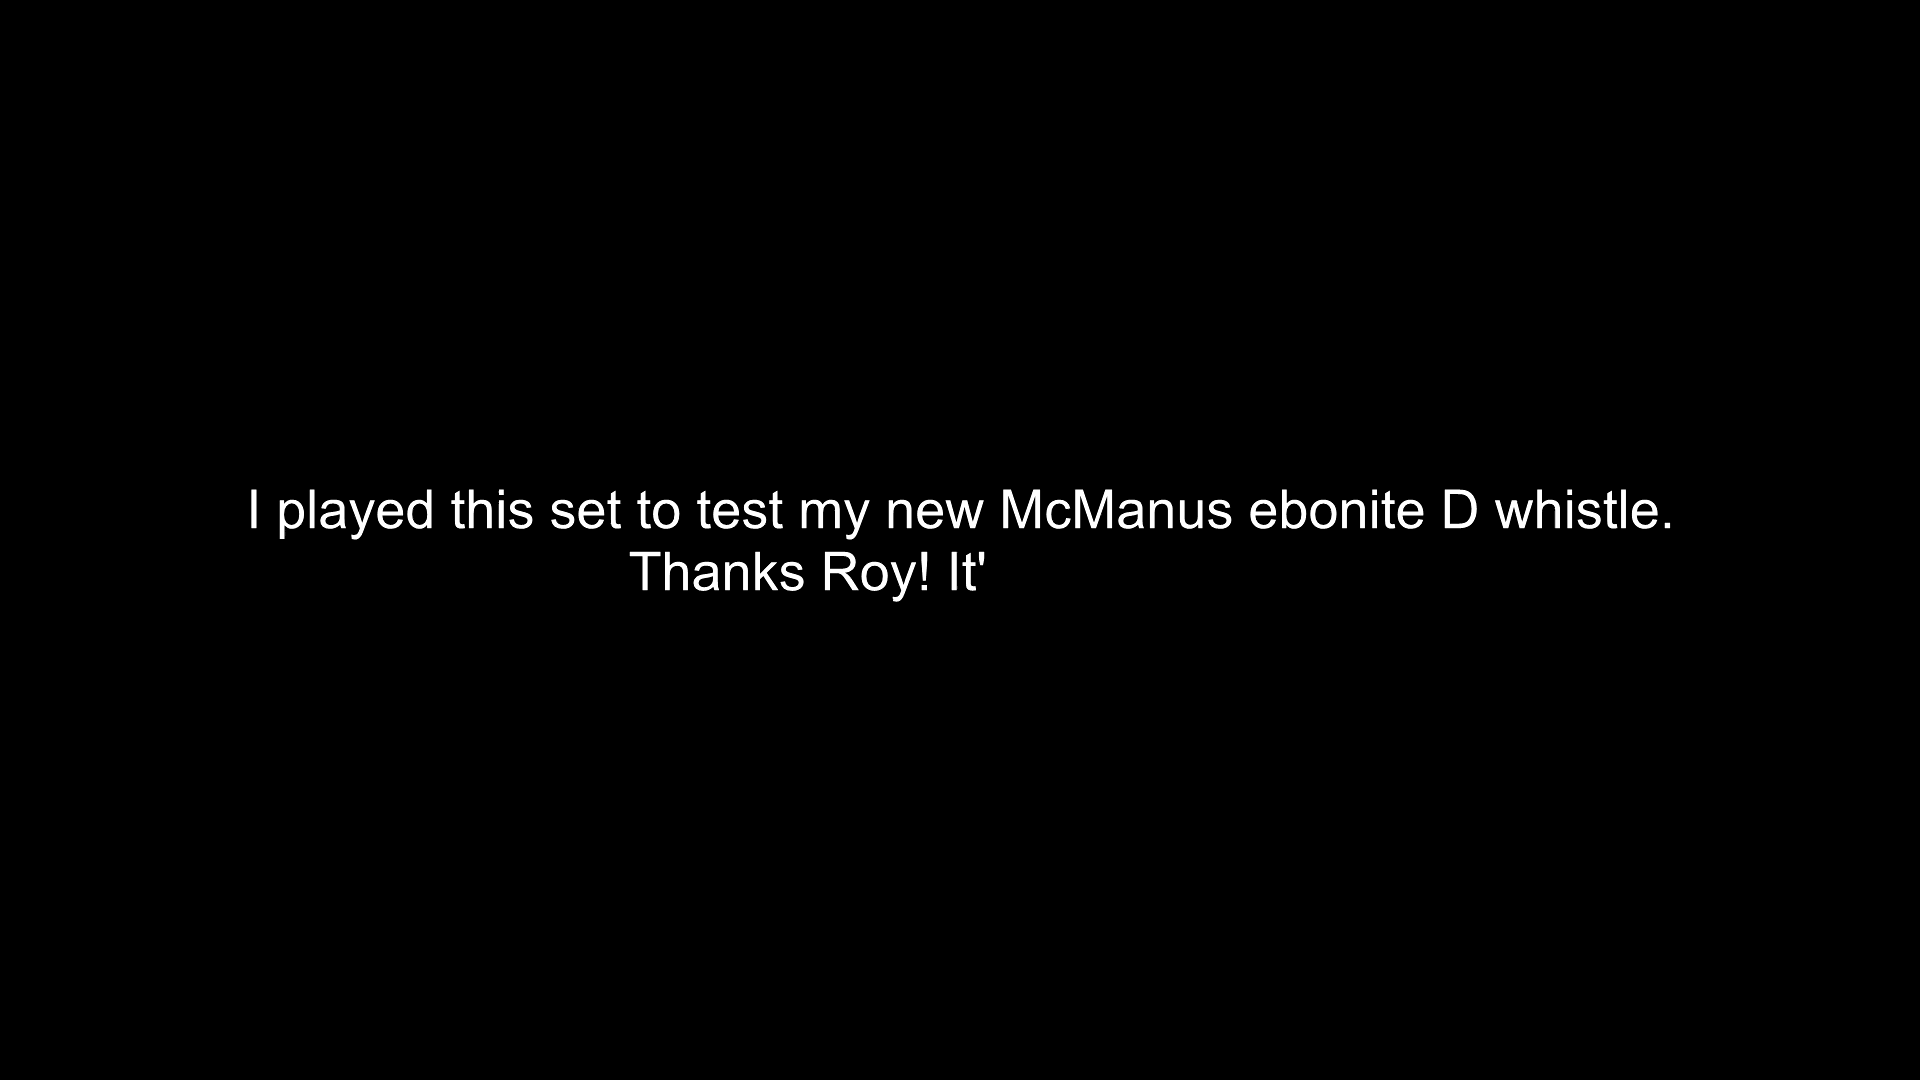 I played this set to test my new McManus ebonite D whistle.
Thanks Roy! It'